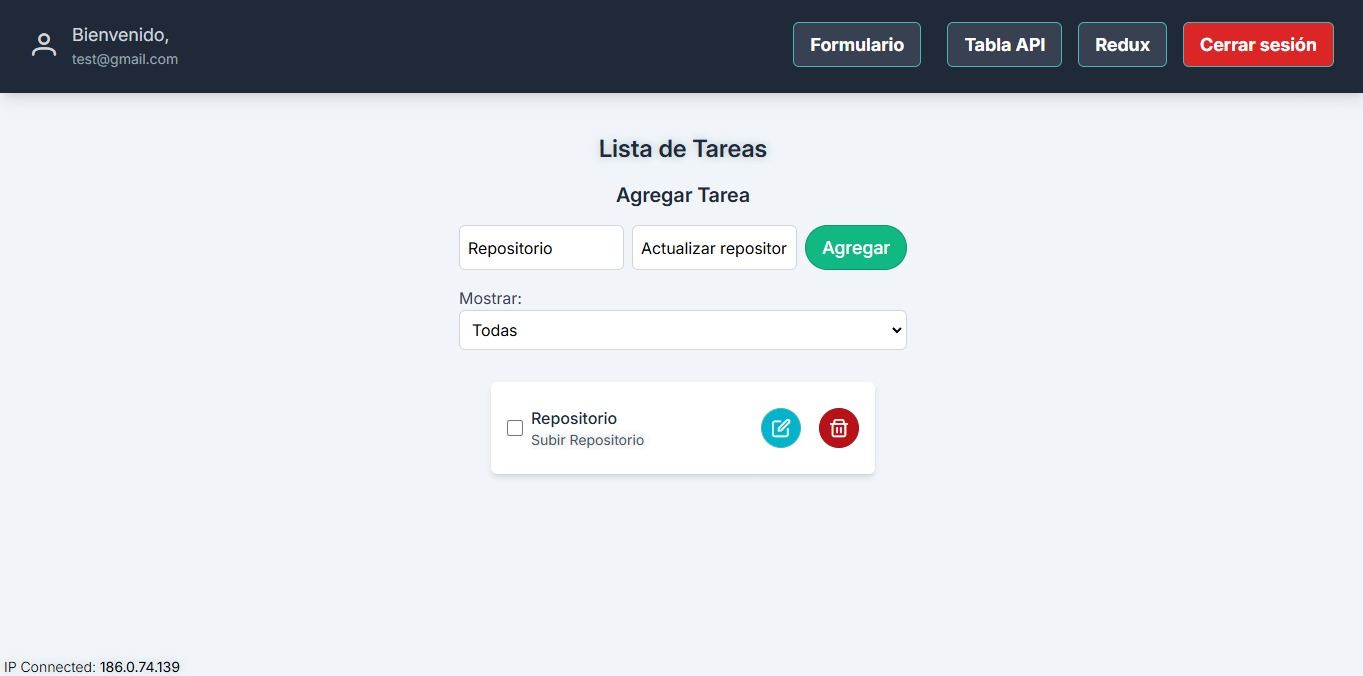 Bienvenido,
test@gmail.com
Formulario
Tabla API
Redux
Cerrar sesión
Lista de Tareas
Agregar Tarea
Repositorio
Actualizar repositor
Agregar
Mostrar:
Todas
Repositorio
Subir Repositorio
IP Connected: 186.0.74.139